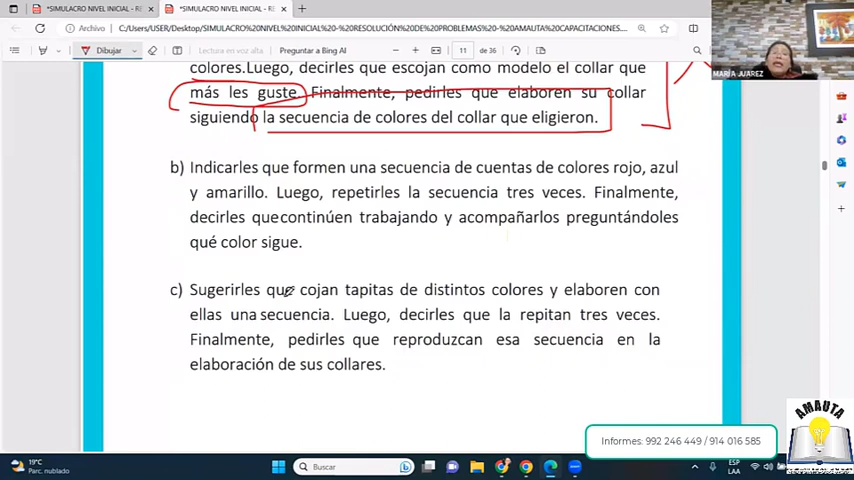 *SIMULACRO NIVEL INICIAL - RE
*SIMULACRO NIVEL INICIAL - RE
Archivo
C:/Users/USER/Desktop/SIMULACRO%20NIVEL%20INICIAL%20-%20RESOLUCIÓN%20DE%20PROBLEMAS%20-%20AMAUTA%20CAPACITACIONES....
Dibujar
Lectura en voz alta
Preguntar a Bing AI
11
de 36
MARÍA JUAREZ
colores.Luego, decirles que escojan como modelo el collar que
más les guste. Finalmente, pedirles que elaboren su collar
siguiendo la secuencia de colores del collar que eligieron.
b) Indicarles que formen una secuencia de cuentas de colores rojo, azul
y amarillo. Luego, repetirles la secuencia tres veces. Finalmente,
decirles quecontinúen trabajando y acompañarlos preguntándoles
qué color sigue.
c) Sugerirles que cojan tapitas de distintos colores y elaboren con
ellas una secuencia. Luego, decirles que la repitan tres veces.
Finalmente, pedirles que reproduzcan esa secuencia en la
elaboración de sus collares.
AMAUTA
Informes: 992 246 449 / 914 016 585
19°C
Parc. nublado
Buscar
ESP
LAA